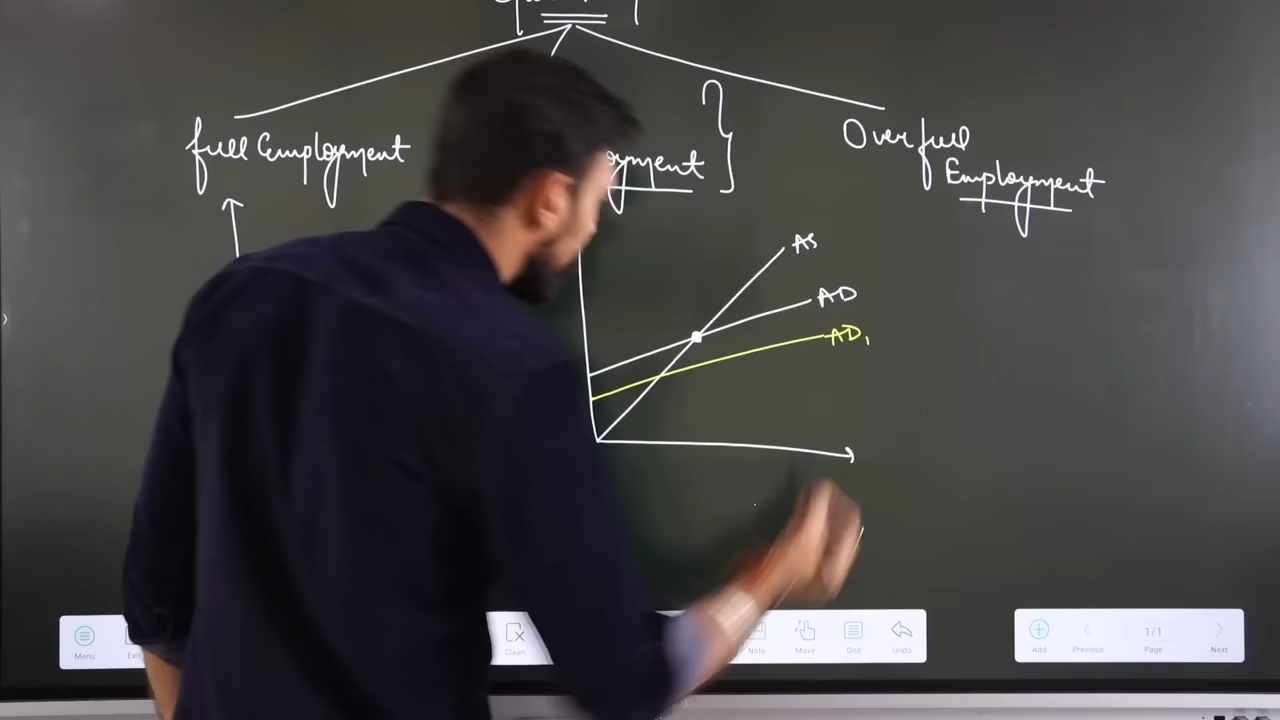 full Employment
Over full
Employment
AS
AD
AD1
Menu
Clean
Note
Move
Grid
Undo
Add
Previous
1/1
Page
Next